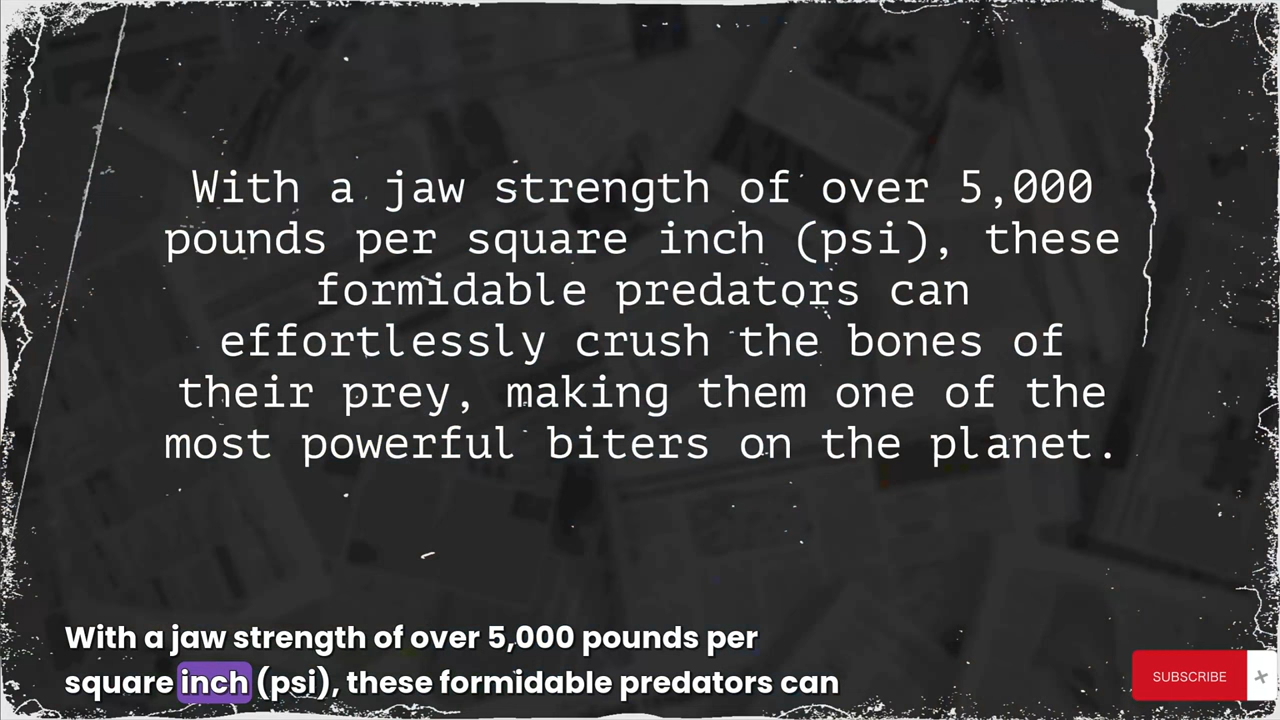 With a jaw strength of over 5,000
pounds per square inch (psi), these
formidable predators can
effortlessly crush the bones of
their prey, making them one of the
most powerful biters on the planet.
With a jaw strength of over 5,000 pounds per
square inch (psi), these formidable predators can
SUBSCRIBE